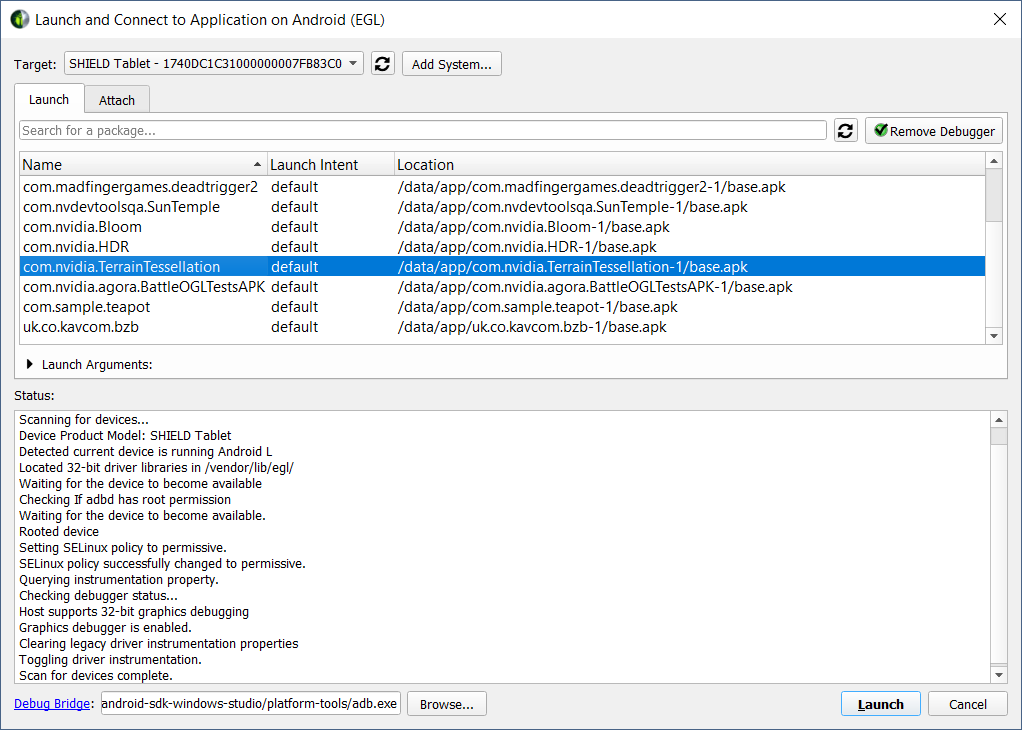 Launch and Connect to Application on Android (EGL)
Target: SHIELD Tablet - 1740DC1C31000000007FB83C0 Add System...
Launch Attach
Search for a package... Remove Debugger
Name Launch Intent Location
com.madfingergames.deadtrigger2 default /data/app/com.madfingergames.deadtrigger2-1/base.apk
com.nvdevtoolsqa.SunTemple default /data/app/com.nvdevtoolsqa.SunTemple-1/base.apk
com.nvidia.Bloom default /data/app/com.nvidia.Bloom-1/base.apk
com.nvidia.HDR default /data/app/com.nvidia.HDR-1/base.apk
com.nvidia.TerrainTessellation default /data/app/com.nvidia.TerrainTessellation-1/base.apk
com.nvidia.agora.BattleOGLTestsAPK default /data/app/com.nvidia.agora.BattleOGLTestsAPK-1/base.apk
com.sample.teapot default /data/app/com.sample.teapot-1/base.apk
uk.co.kavcom.bzb default /data/app/uk.co.kavcom.bzb-1/base.apk
Launch Arguments:
Status:
Scanning for devices...
Device Product Model: SHIELD Tablet
Detected current device is running Android L
Located 32-bit driver libraries in /vendor/lib/egl/
Waiting for the device to become available
Checking If adbd has root permission
Waiting for the device to become available.
Rooted device
Setting SELinux policy to permissive.
SELinux policy successfully changed to permissive.
Querying instrumentation property.
Checking debugger status...
Host supports 32-bit graphics debugging
Graphics debugger is enabled.
Clearing legacy driver instrumentation properties
Toggling driver instrumentation.
Scan for devices complete.
Debug Bridge: android-sdk-windows-studio/platform-tools/adb.exe Browse... Launch Cancel